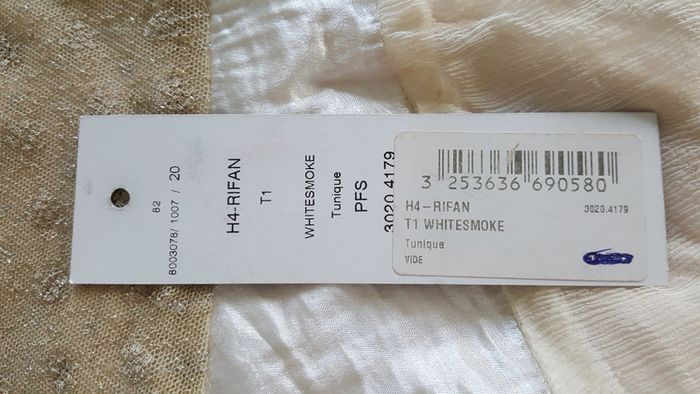 82
8003078/ 1007 / 20
H4-RIFAN
T1
WHITESMOKE
Tunique
PFS
3020.4179
3 253636 690580
H4-RIFAN 3020.4179
T1 WHITESMOKE
Tunique
VIDE